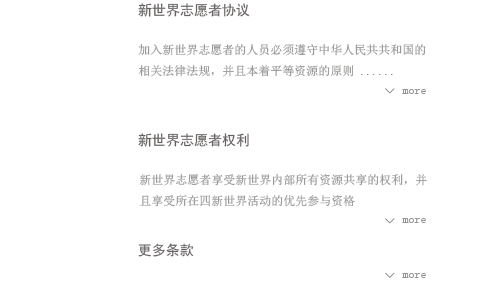 新世界志愿者协议
加入新世界志愿者的人员必须遵守中华人民共共和国的
相关法律法规，并且本着平等资源的原则 ......
more
新世界志愿者权利
新世界志愿者享受新世界内部所有资源共享的权利，并
且享受所在四新世界活动的优先参与资格
more
更多条款
more